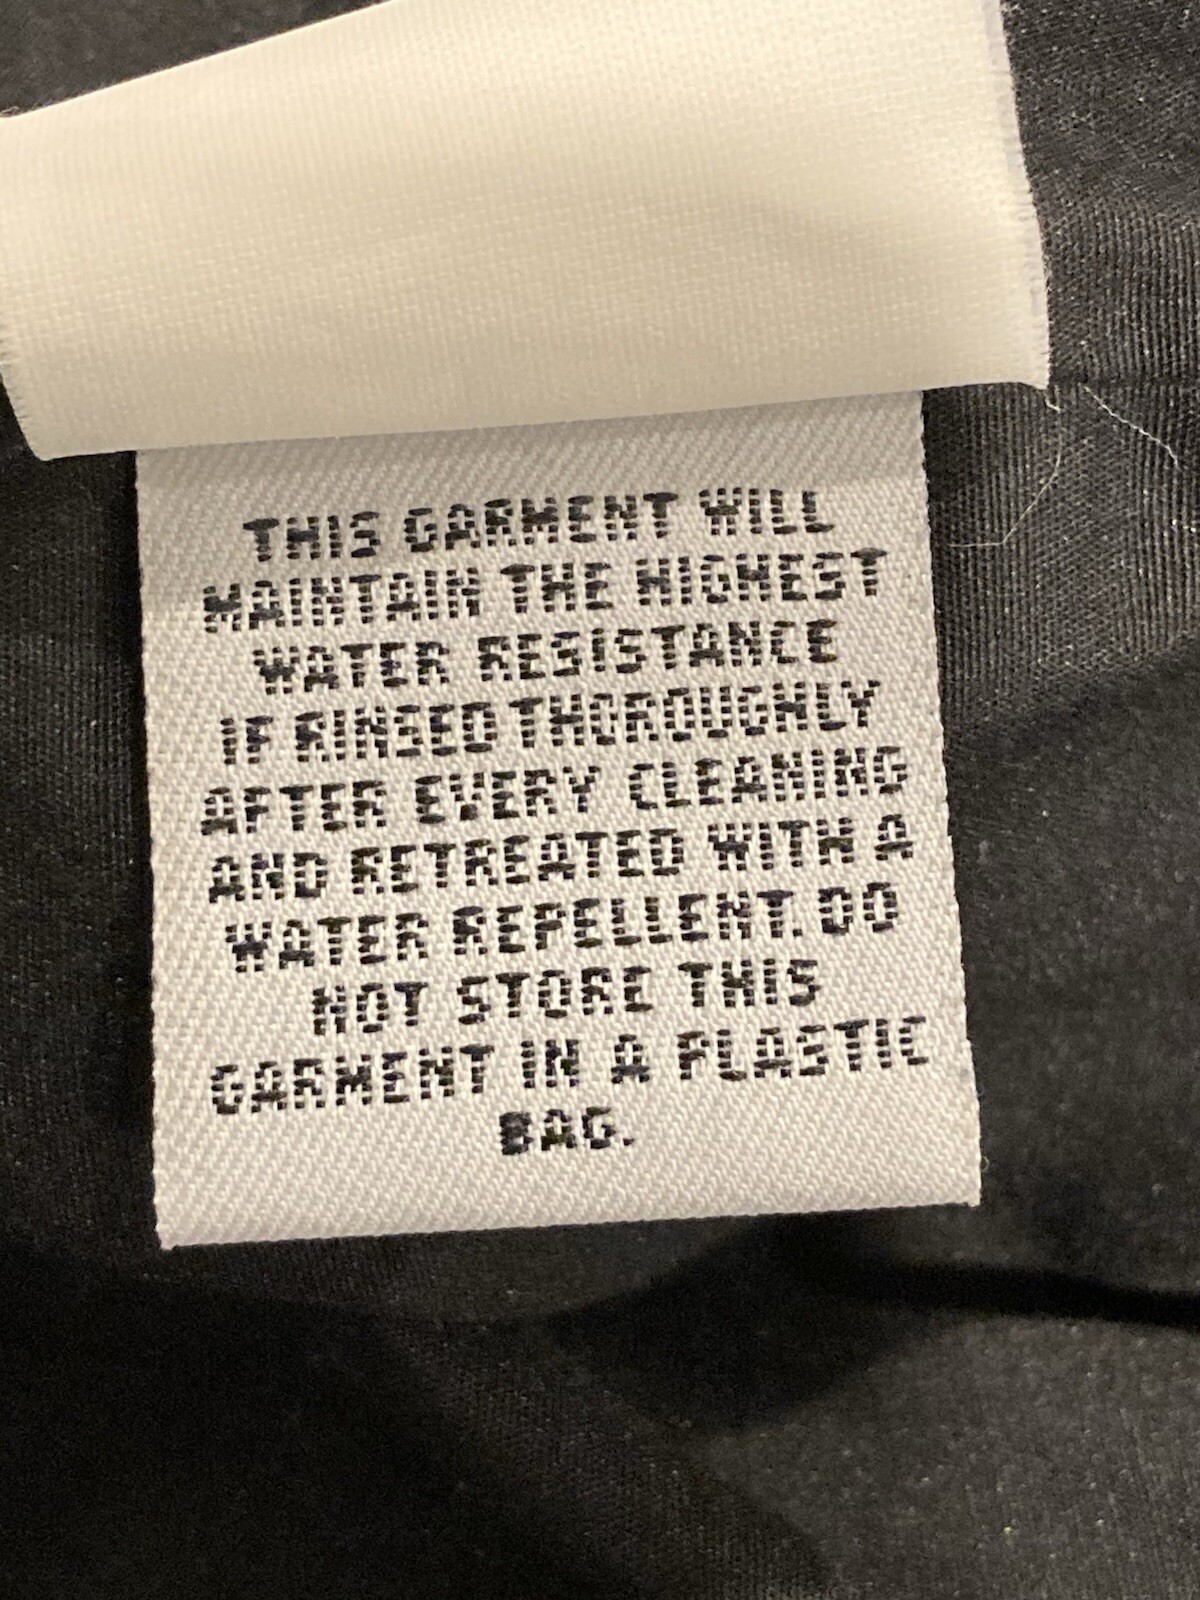 THIS GARMENT WILL
MAINTAIN THE HIGHEST
WATER RESISTANCE
IF RINSED THOROUGHLY
AFTER EVERY CLEANING
AND RETREATED WITH A
WATER REPELLENT. DO
NOT STORE THIS
GARMENT IN A PLASTIC
BAG.